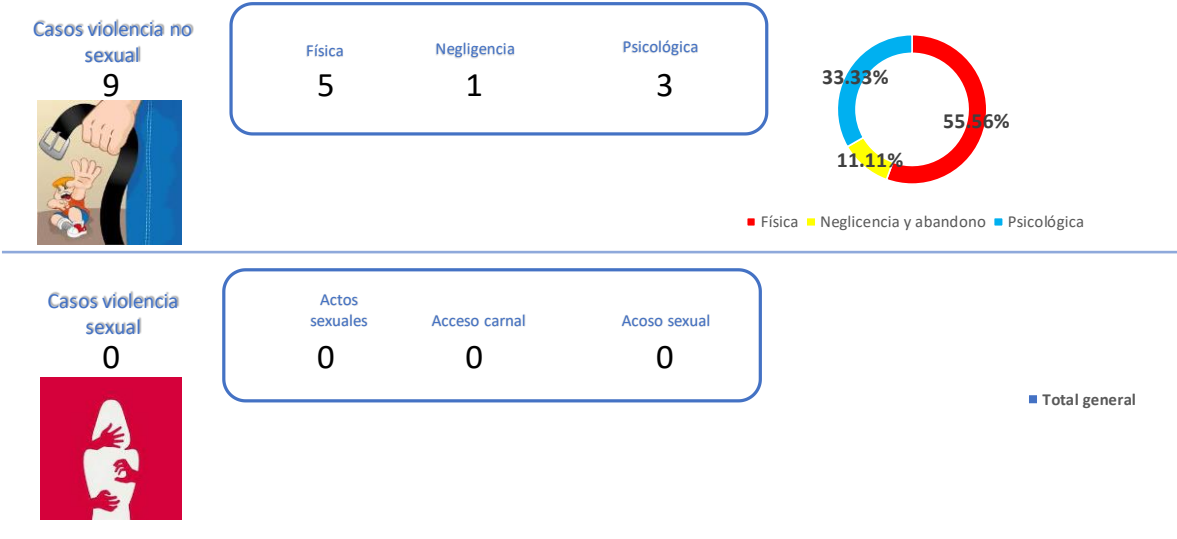 Casos violencia no
sexual
9
Física
5
Negligencia
1
Psicológica
3
33.33%
55.56%
11.11%
Física
Neglicencia y abandono
Psicológica
Casos violencia
sexual
0
Actos
sexuales
0
Acceso carnal
0
Acoso sexual
0
Total general